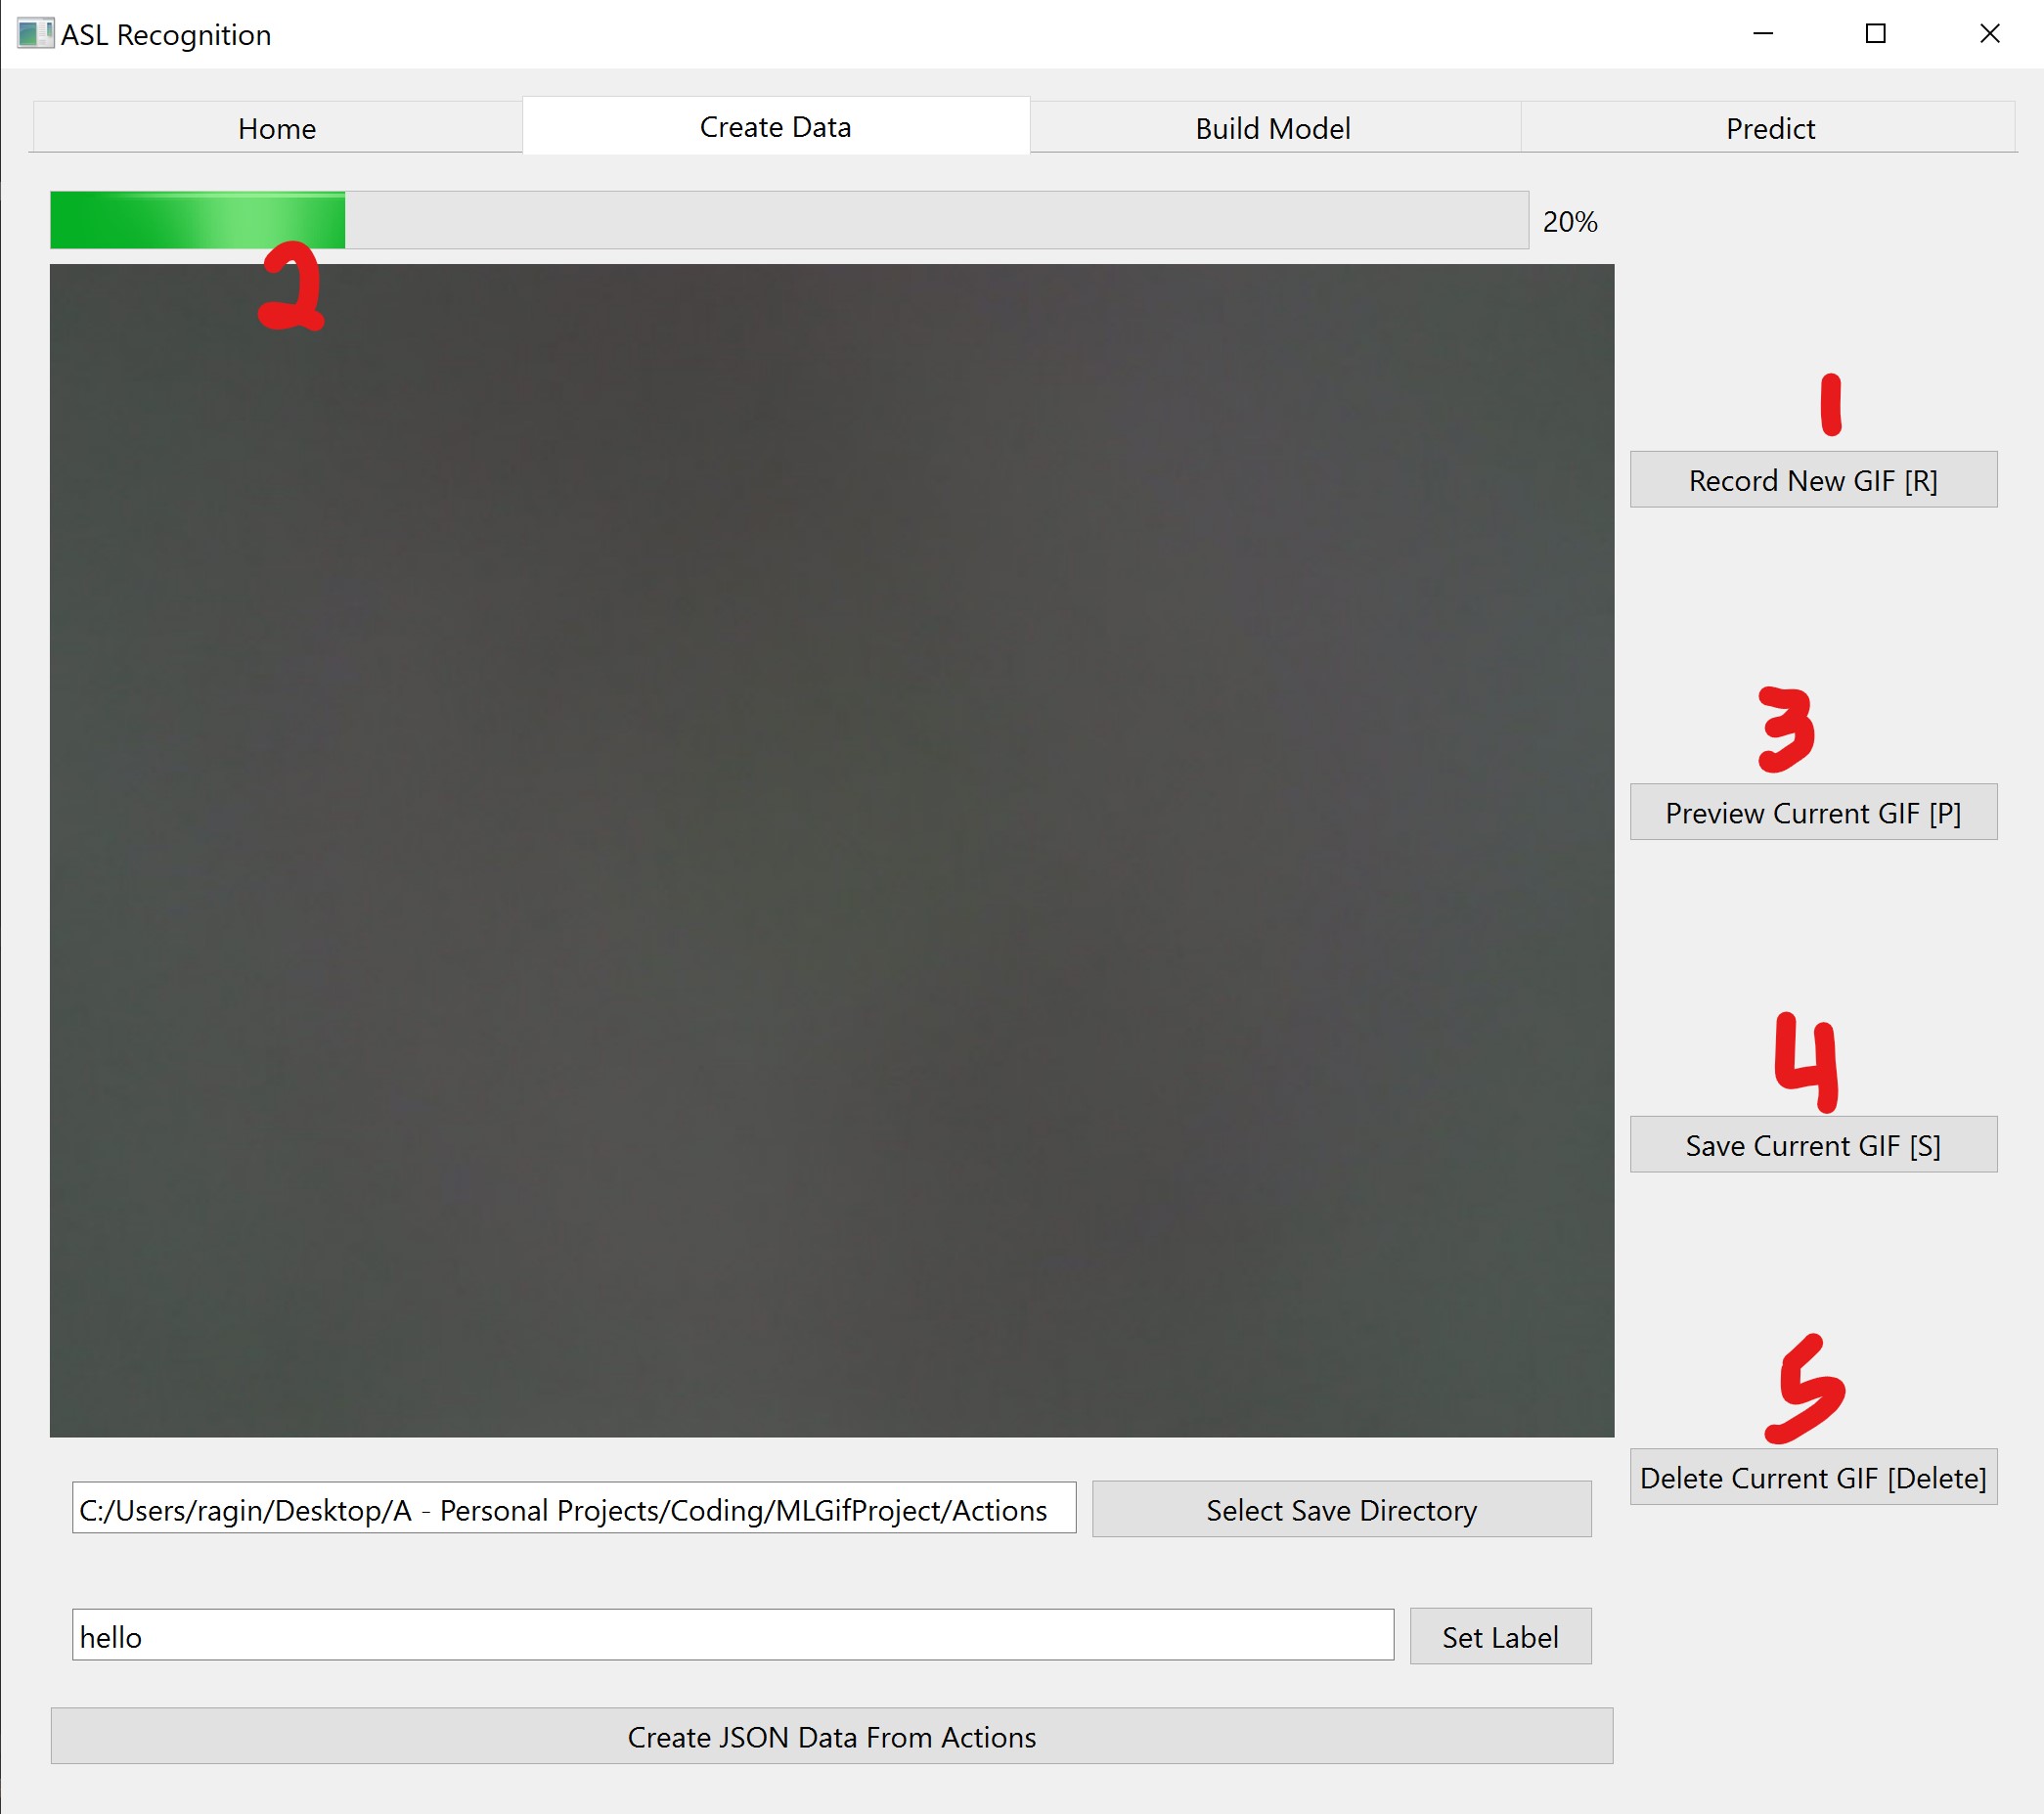 ASL Recognition
Home Create Data Build Model Predict
20%
2
1
Record New GIF [R]
3
Preview Current GIF [P]
4
Save Current GIF [S]
5
Delete Current GIF [Delete]
C:/Users/ragin/Desktop/A - Personal Projects/Coding/MLGifProject/Actions Select Save Directory
hello Set Label
Create JSON Data From Actions